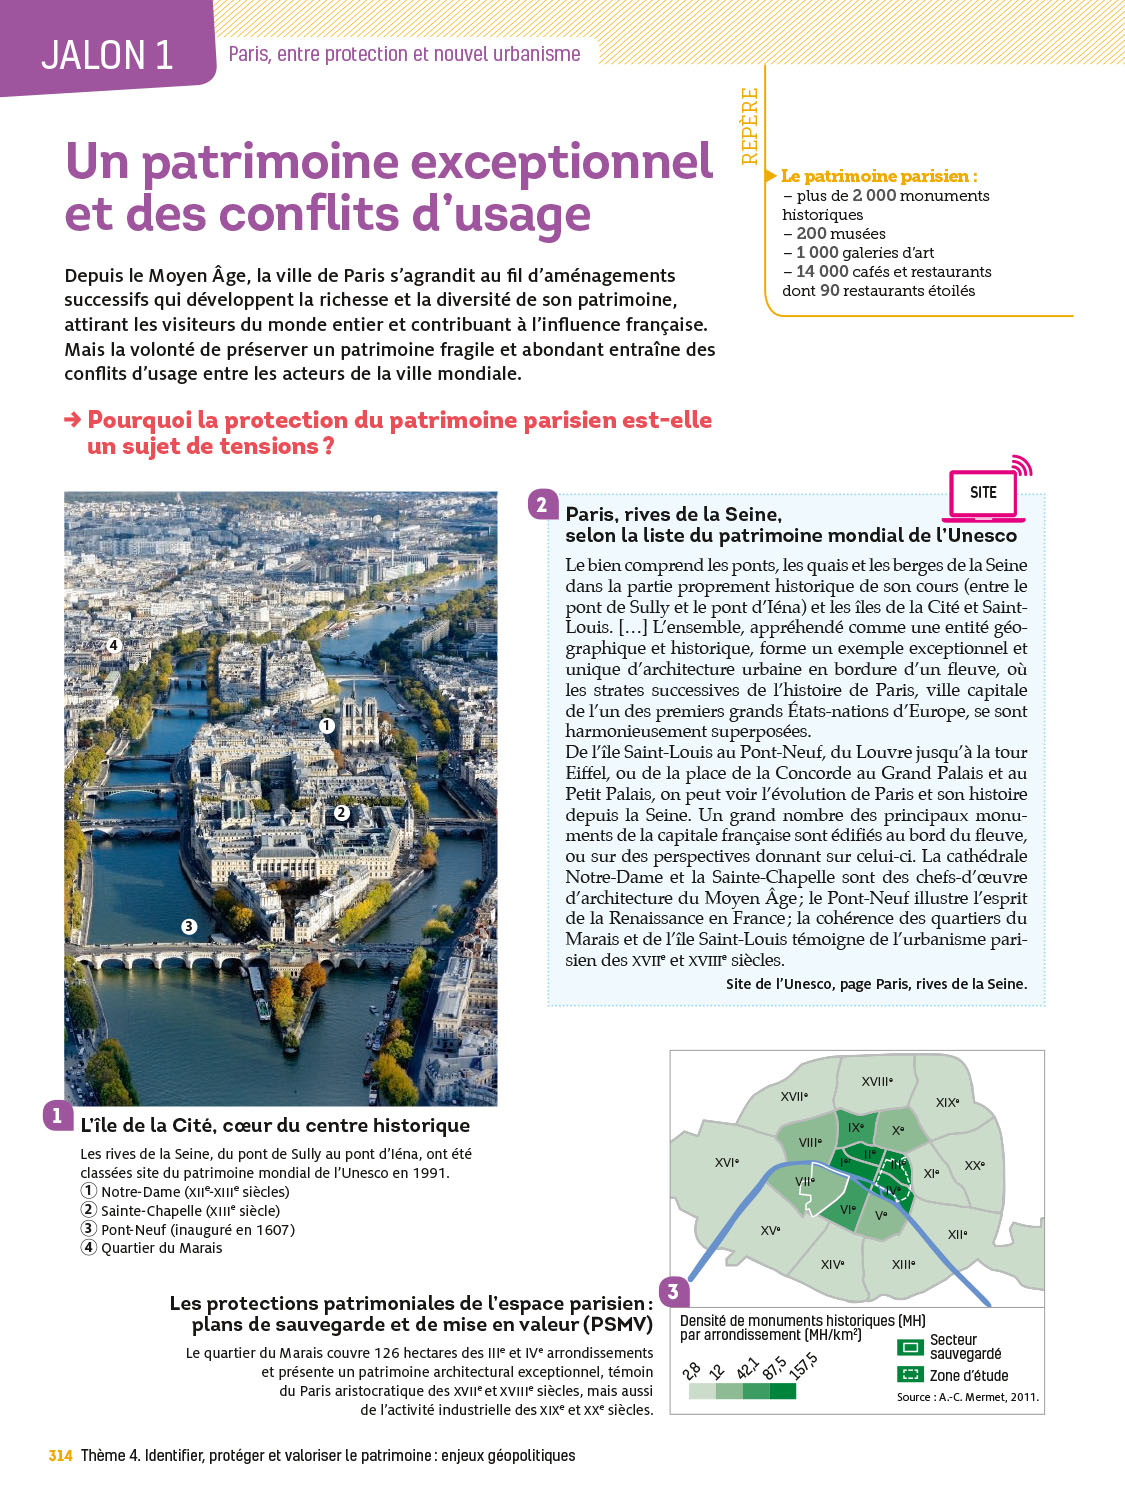 JALON 1
Paris, entre protection et nouvel urbanisme
Un patrimoine exceptionnel
et des conflits d'usage
Depuis le Moyen Âge, la ville de Paris s'agrandit au fil d'aménagements
successifs qui développent la richesse et la diversité de son patrimoine,
attirant les visiteurs du monde entier et contribuant à l'influence française.
Mais la volonté de préserver un patrimoine fragile et abondant entraîne des
conflits d'usage entre les acteurs de la ville mondiale.
→ Pourquoi la protection du patrimoine parisien est-elle
un sujet de tensions ?
REPÈRE
Le patrimoine parisien :
– plus de 2 000 monuments
historiques
– 200 musées
– 1 000 galeries d'art
– 14 000 cafés et restaurants
dont 90 restaurants étoilés
4
1
2
3
1
L'île de la Cité, cœur du centre historique
Les rives de la Seine, du pont de Sully au pont d'Iéna, ont été
classées site du patrimoine mondial de l'Unesco en 1991.
① Notre-Dame (XIIe-XIIIe siècles)
② Sainte-Chapelle (XIIIe siècle)
③ Pont-Neuf (inauguré en 1607)
④ Quartier du Marais
SITE
2
Paris, rives de la Seine,
selon la liste du patrimoine mondial de l'Unesco
Le bien comprend les ponts, les quais et les berges de la Seine
dans la partie proprement historique de son cours (entre le
pont de Sully et le pont d'Iéna) et les îles de la Cité et Saint-
Louis. […] L'ensemble, appréhendé comme une entité géo-
graphique et historique, forme un exemple exceptionnel et
unique d'architecture urbaine en bordure d'un fleuve, où
les strates successives de l'histoire de Paris, ville capitale
de l'un des premiers grands États-nations d'Europe, se sont
harmonieusement superposées.
De l'île Saint-Louis au Pont-Neuf, du Louvre jusqu'à la tour
Eiffel, ou de la place de la Concorde au Grand Palais et au
Petit Palais, on peut voir l'évolution de Paris et son histoire
depuis la Seine. Un grand nombre des principaux monu-
ments de la capitale française sont édifiés au bord du fleuve,
ou sur des perspectives donnant sur celui-ci. La cathédrale
Notre-Dame et la Sainte-Chapelle sont des chefs-d'œuvre
d'architecture du Moyen Âge ; le Pont-Neuf illustre l'esprit
de la Renaissance en France ; la cohérence des quartiers du
Marais et de l'île Saint-Louis témoigne de l'urbanisme pari-
sien des XVIIe et XVIIIe siècles.
Site de l'Unesco, page Paris, rives de la Seine.
3
Les protections patrimoniales de l'espace parisien :
plans de sauvegarde et de mise en valeur (PSMV)
Le quartier du Marais couvre 126 hectares des IIIe et IVe arrondissements
et présente un patrimoine architectural exceptionnel, témoin
du Paris aristocratique des XVIIe et XVIIIe siècles, mais aussi
de l'activité industrielle des XIXe et XXe siècles.
XVIIIe
XVIIe
XIXe
IXe
Xe
VIIIe
IIe
Ier
IIIe
XVIe
XIe
XXe
VIIe
IVe
VIe
Ve
XVe
XIIe
XIVe
XIIIe
Densité de monuments historiques (MH)
par arrondissement (MH/km²)
2,8
12
42,1
87,5
157,5
Secteur
sauvegardé
Zone d'étude
Source : A.-C. Mermet, 2011.
314 Thème 4. Identifier, protéger et valoriser le patrimoine : enjeux géopolitiques